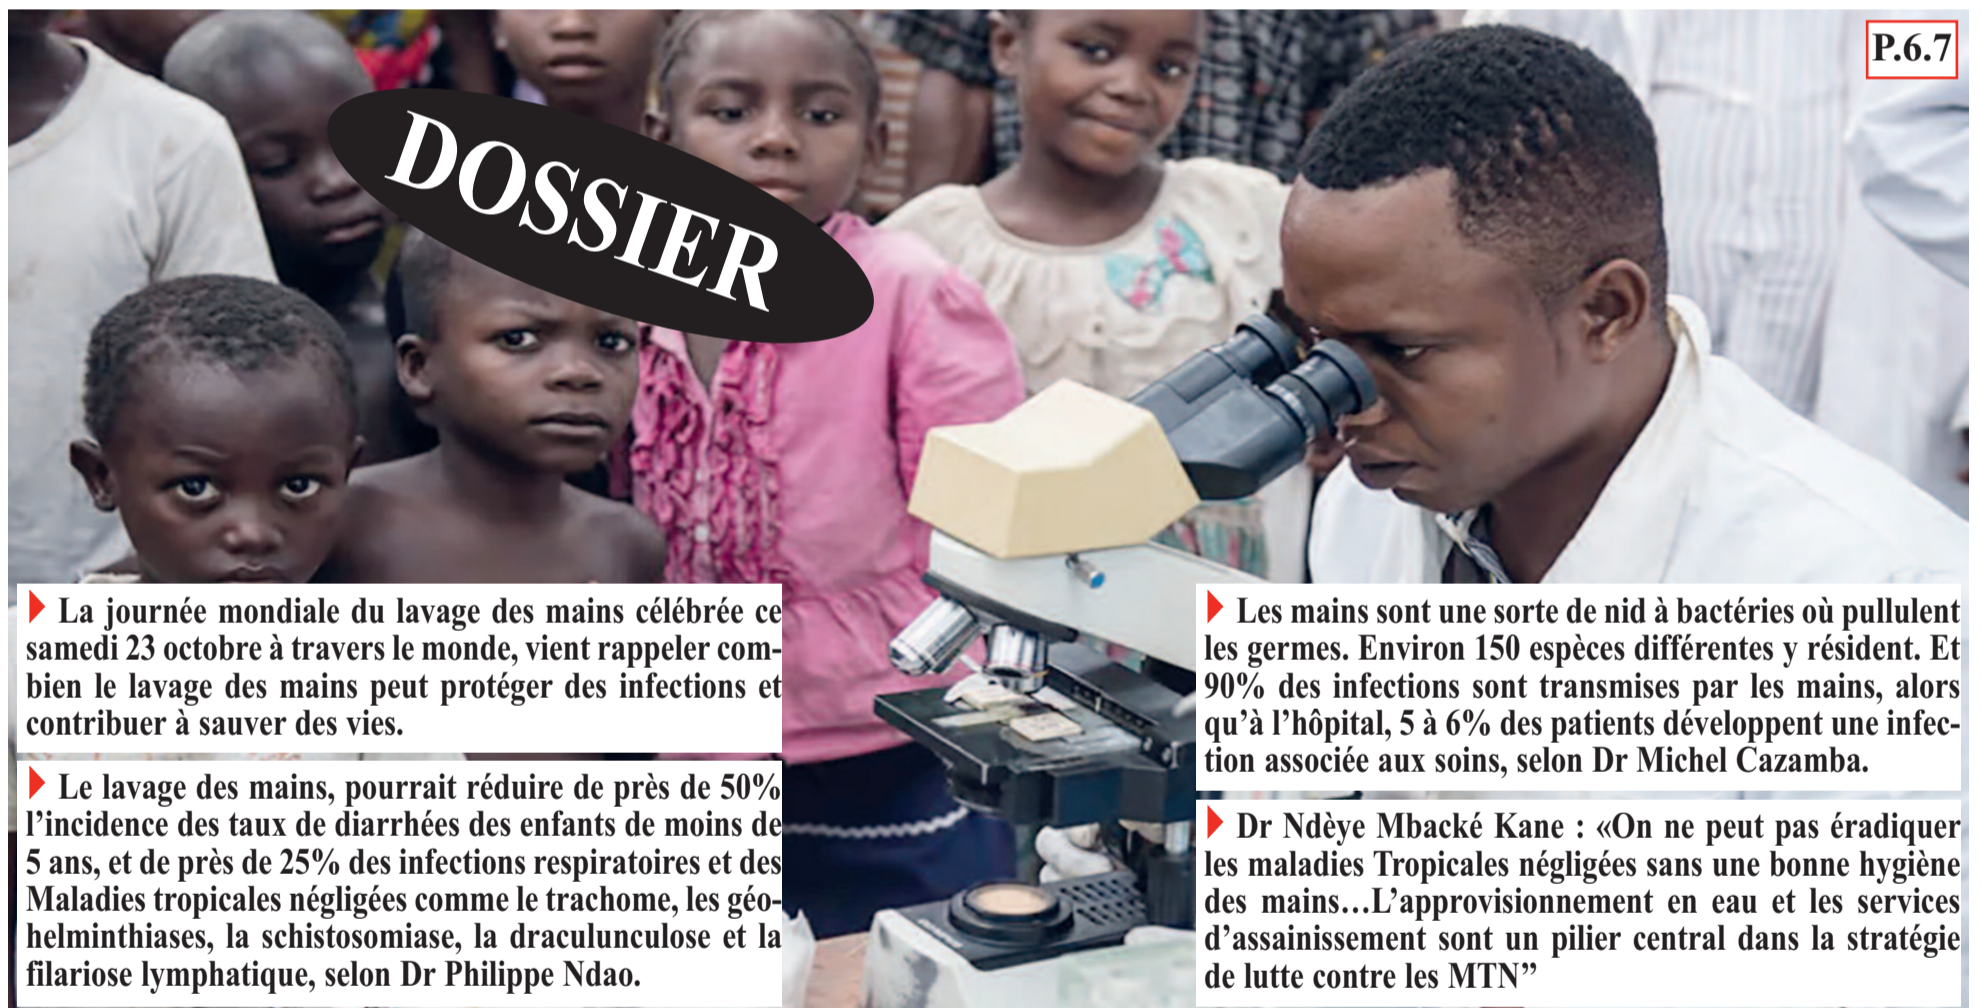 P.6.7
DOSSIER
La journée mondiale du lavage des mains célébrée ce
samedi 23 octobre à travers le monde, vient rappeler com-
bien le lavage des mains peut protéger des infections et
contribuer à sauver des vies.
Le lavage des mains, pourrait réduire de près de 50%
l'incidence des taux de diarrhées des enfants de moins de
5 ans, et de près de 25% des infections respiratoires et des
Maladies tropicales négligées comme le trachome, les géo-
helminthiases, la schistosomiase, la draculunculose et la
filariose lymphatique, selon Dr Philippe Ndao.
Les mains sont une sorte de nid à bactéries où pullulent
les germes. Environ 150 espèces différentes y résident. Et
90% des infections sont transmises par les mains, alors
qu'à l'hôpital, 5 à 6% des patients développent une infec-
tion associée aux soins, selon Dr Michel Cazamba.
Dr Ndèye Mbacké Kane : «On ne peut pas éradiquer
les maladies Tropicales négligées sans une bonne hygiène
des mains…L'approvisionnement en eau et les services
d'assainissement sont un pilier central dans la stratégie
de lutte contre les MTN”